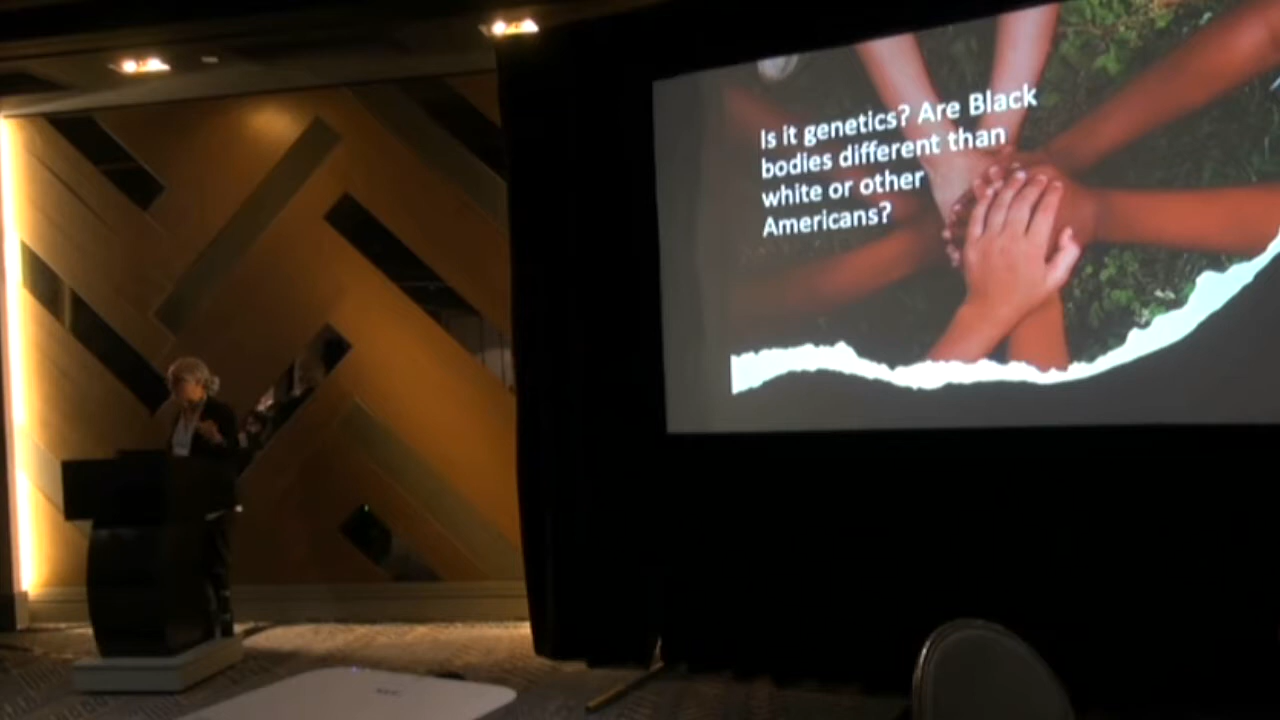 Is it genetics? Are Black
bodies different than
white or other
Americans?